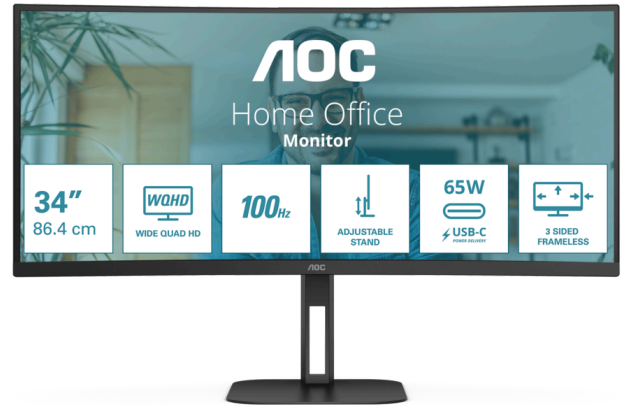 AOC
Home Office
Monitor
34"
86.4 cm
WQHD
WIDE QUAD HD
100Hz
ADJUSTABLE
STAND
65W
USB-C
POWER DELIVERY
3 SIDED
FRAMELESS
AOC